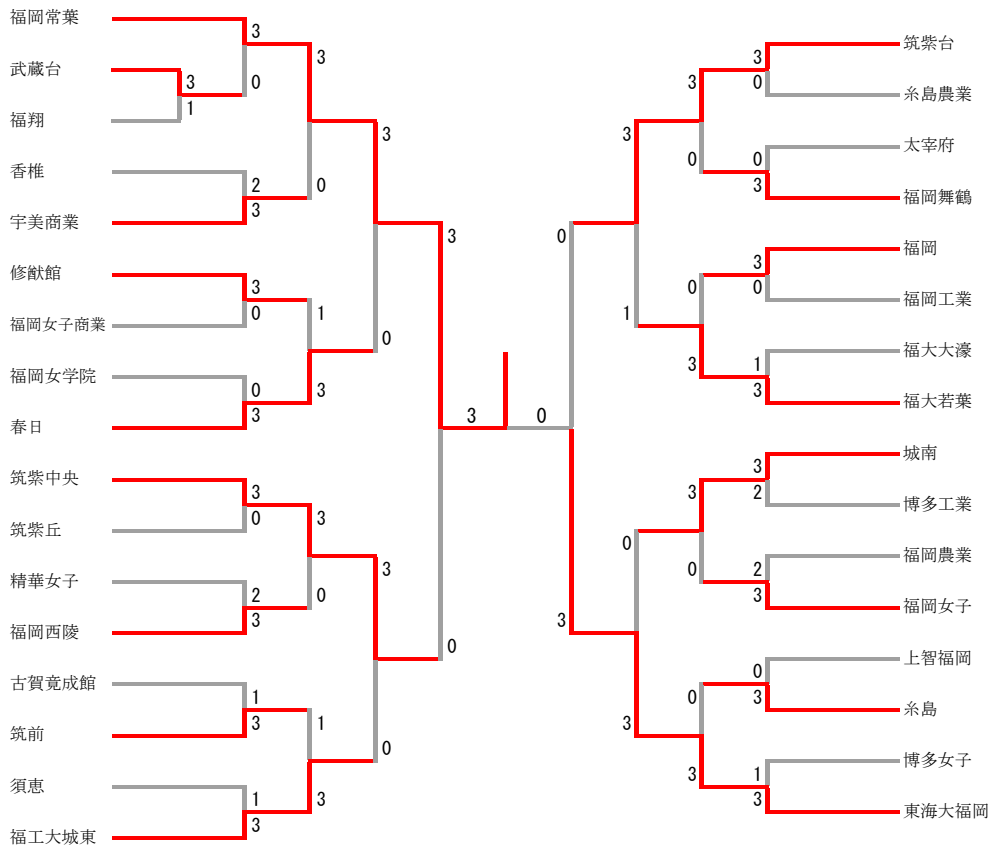 福岡常葉
武蔵台
福翔
香椎
宇美商業
修猷館
福岡女子商業
福岡女学院
春日
筑紫中央
筑紫丘
精華女子
福岡西陵
古賀竟成館
筑前
須恵
福工大城東
3
0
3
1
2
3
3
0
0
3
3
0
2
3
1
3
1
3
3
0
1
3
3
0
1
3
3
0
3
0
3
0
3
0
0
3
3
1
0
3
3
0
0
3
3
0
0
3
3
0
0
3
3
0
1
3
3
2
2
3
0
3
1
3
筑紫台
糸島農業
太宰府
福岡舞鶴
福岡
福岡工業
福大大濠
福大若葉
城南
博多工業
福岡農業
福岡女子
上智福岡
糸島
博多女子
東海大福岡